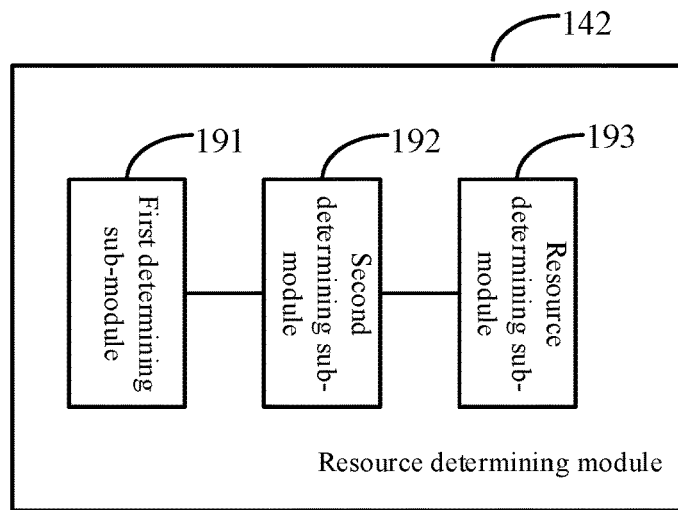 142
191
192
193
First determining
sub-module
Second
determining sub-
module
Resource
determining sub-
module
Resource determining module